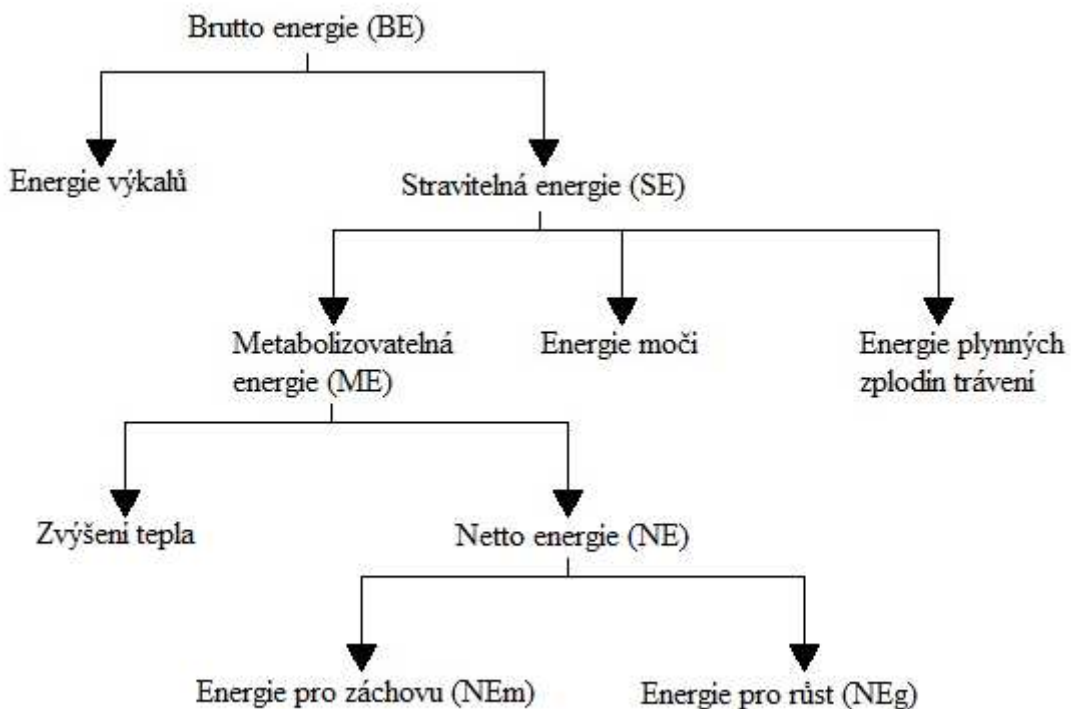 Brutto energie (BE)
Energie výkalů
Stravitelná energie (SE)
Metabolizovatelná
energie (ME)
Energie moči
Energie plynných
zplodin trávení
Zvýšení tepla
Netto energie (NE)
Energie pro záchovu (NEm)
Energie pro růst (NEg)